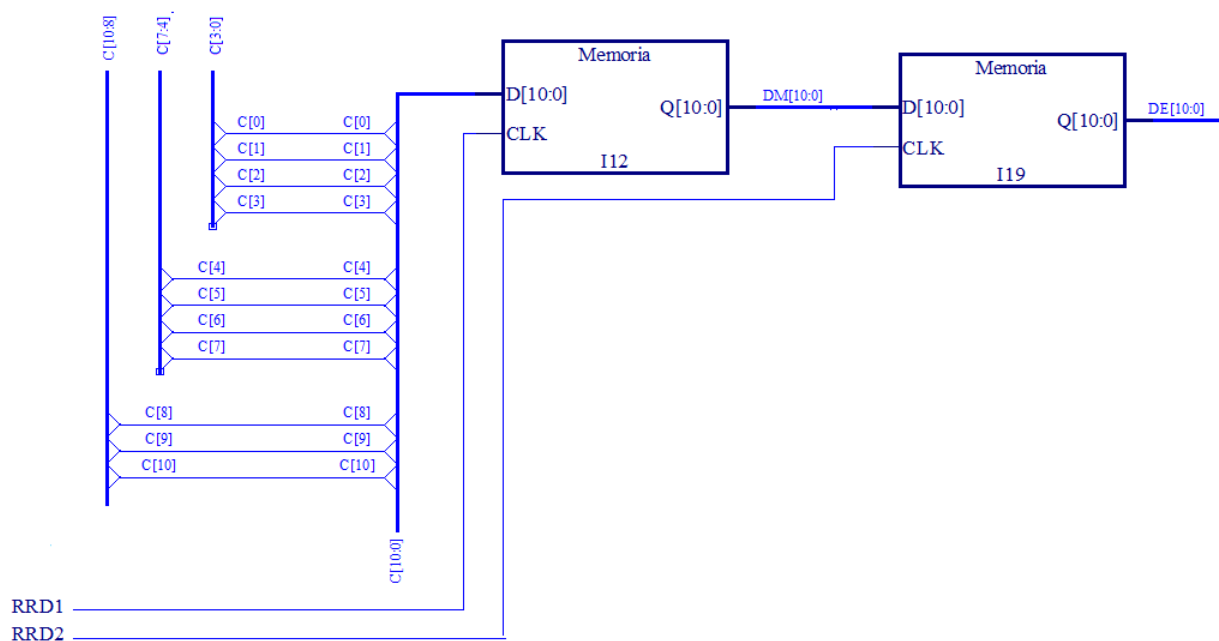 C[10:8]
C[7:4]
C[3:0]
Memoria
D[10:0]
Q[10:0]
CLK
I12
DM[10:0]
Memoria
D[10:0]
Q[10:0]
CLK
I19
DE[10:0]
C[0] C[0]
C[1] C[1]
C[2] C[2]
C[3] C[3]
C[4] C[4]
C[5] C[5]
C[6] C[6]
C[7] C[7]
C[8] C[8]
C[9] C[9]
C[10] C[10]
C[10:0]
RRD1
RRD2